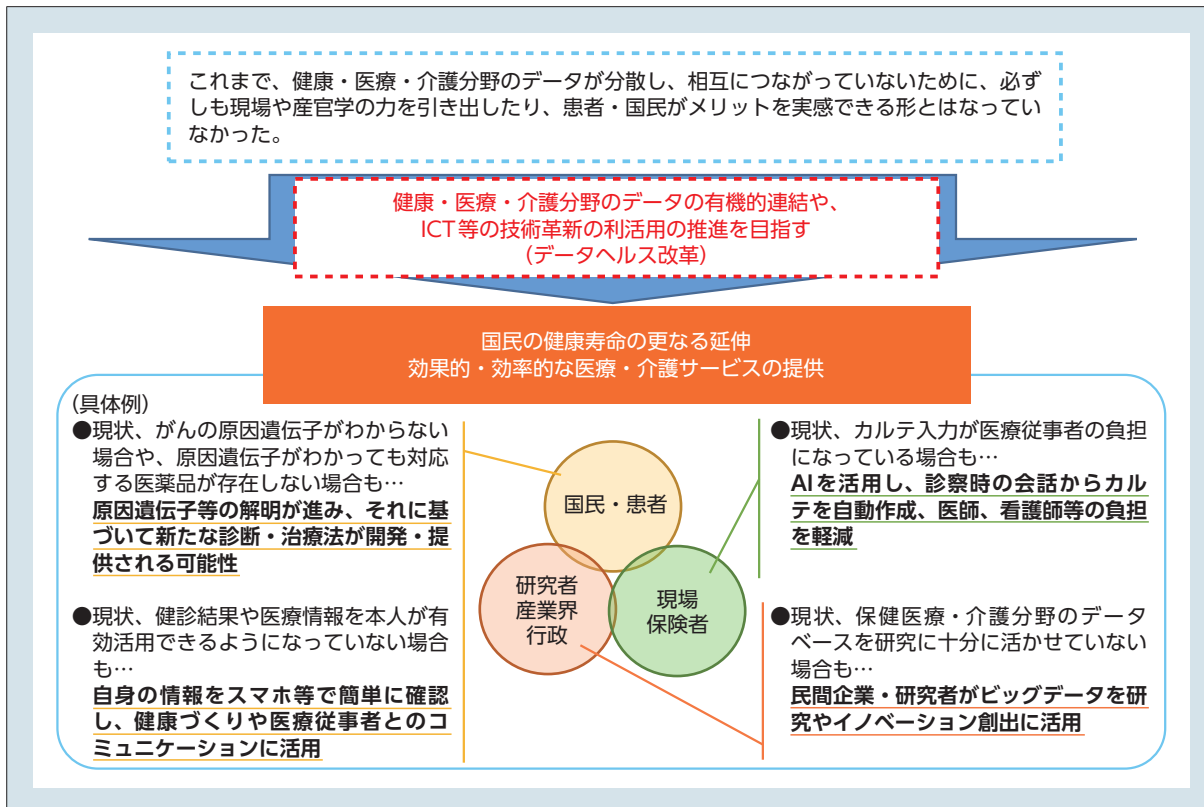 これまで、健康・医療・介護分野のデータが分散し、相互につながっていないために、必ず
しも現場や産官学の力を引き出したり、患者・国民がメリットを実感できる形とはなってい
なかった。
健康・医療・介護分野のデータの有機的連結や、
ICT等の技術革新の利活用の推進を目指す
(データヘルス改革)
国民の健康寿命の更なる延伸
効果的・効率的な医療・介護サービスの提供
(具体例)
●現状、がんの原因遺伝子がわからない
場合や、原因遺伝子がわかっても対応
する医薬品が存在しない場合も…
原因遺伝子等の解明が進み、それに基
づいて新たな診断・治療法が開発・提
供される可能性
●現状、健診結果や医療情報を本人が有
効活用できるようになっていない場合
も…
自身の情報をスマホ等で簡単に確認
し、健康づくりや医療従事者とのコ
ミュニケーションに活用
国民・患者
研究者
産業界
行政
現場
保険者
●現状、カルテ入力が医療従事者の負担
になっている場合も…
AIを活用し、診察時の会話からカル
テを自動作成、医師、看護師等の負担
を軽減
●現状、保健医療・介護分野のデータ
ベースを研究に十分に活かせていない
場合も…
民間企業・研究者がビッグデータを研
究やイノベーション創出に活用